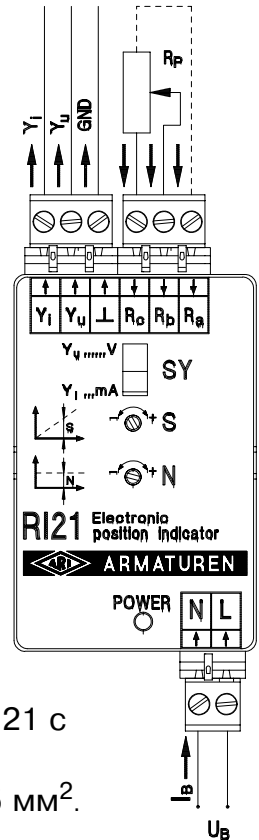 Rp
Yi Yu GND
Yi Yu ⊥ Rc Rb Ra
Yu......V
SY
Yi...mA
S - + S
N - + N
RI21 Electronic position indicator
ARI ARMATUREN
POWER N L
21 с
мм².
IB
UB